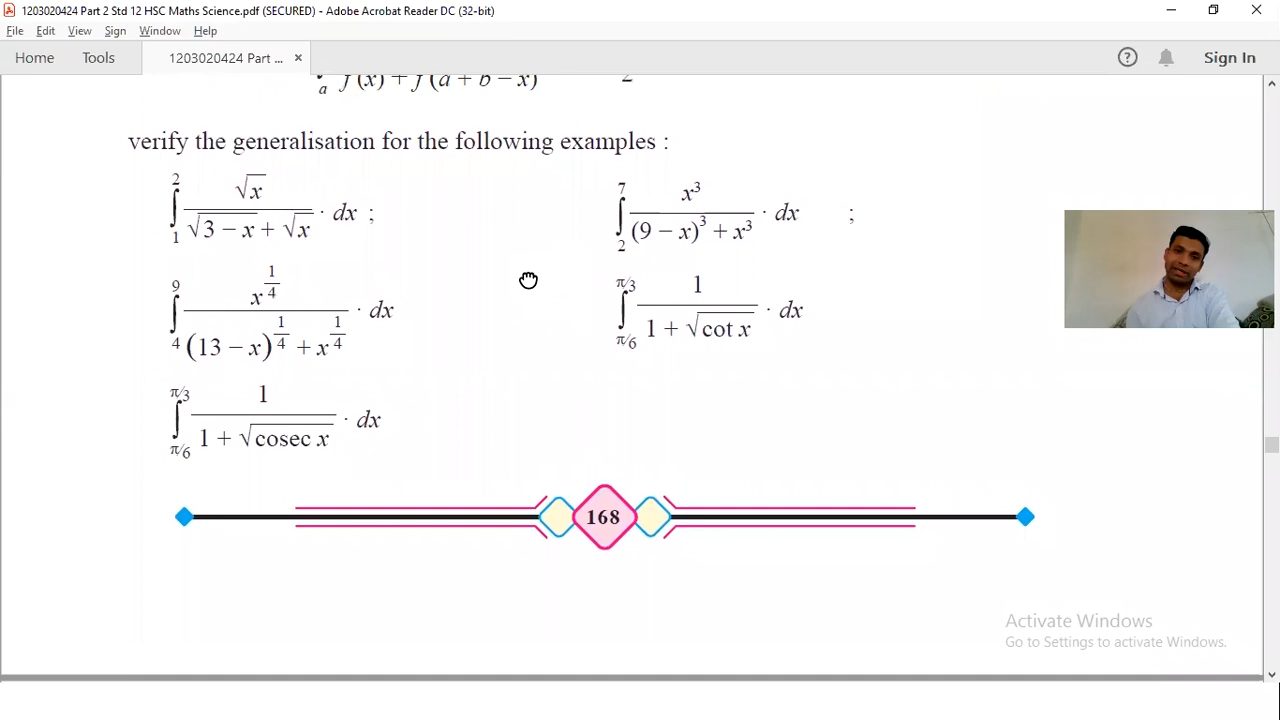 1203020424 Part 2 Std 12 HSC Maths Science.pdf (SECURED) - Adobe Acrobat Reader DC (32-bit)
File Edit View Sign Window Help
Home Tools 1203020424 Part ... × Sign In
a f (x) + f (a + b − x) 2
verify the generalisation for the following examples :
∫₁² √x / (√(3 − x) + √x) · dx ;
∫₂⁷ x³ / ((9 − x)³ + x³) · dx ;
∫₄⁹ x^(1/4) / ((13 − x)^(1/4) + x^(1/4)) · dx
∫_(π/6)^(π/3) 1 / (1 + √(cot x)) · dx
∫_(π/6)^(π/3) 1 / (1 + √(cosec x)) · dx
168
Activate Windows
Go to Settings to activate Windows.